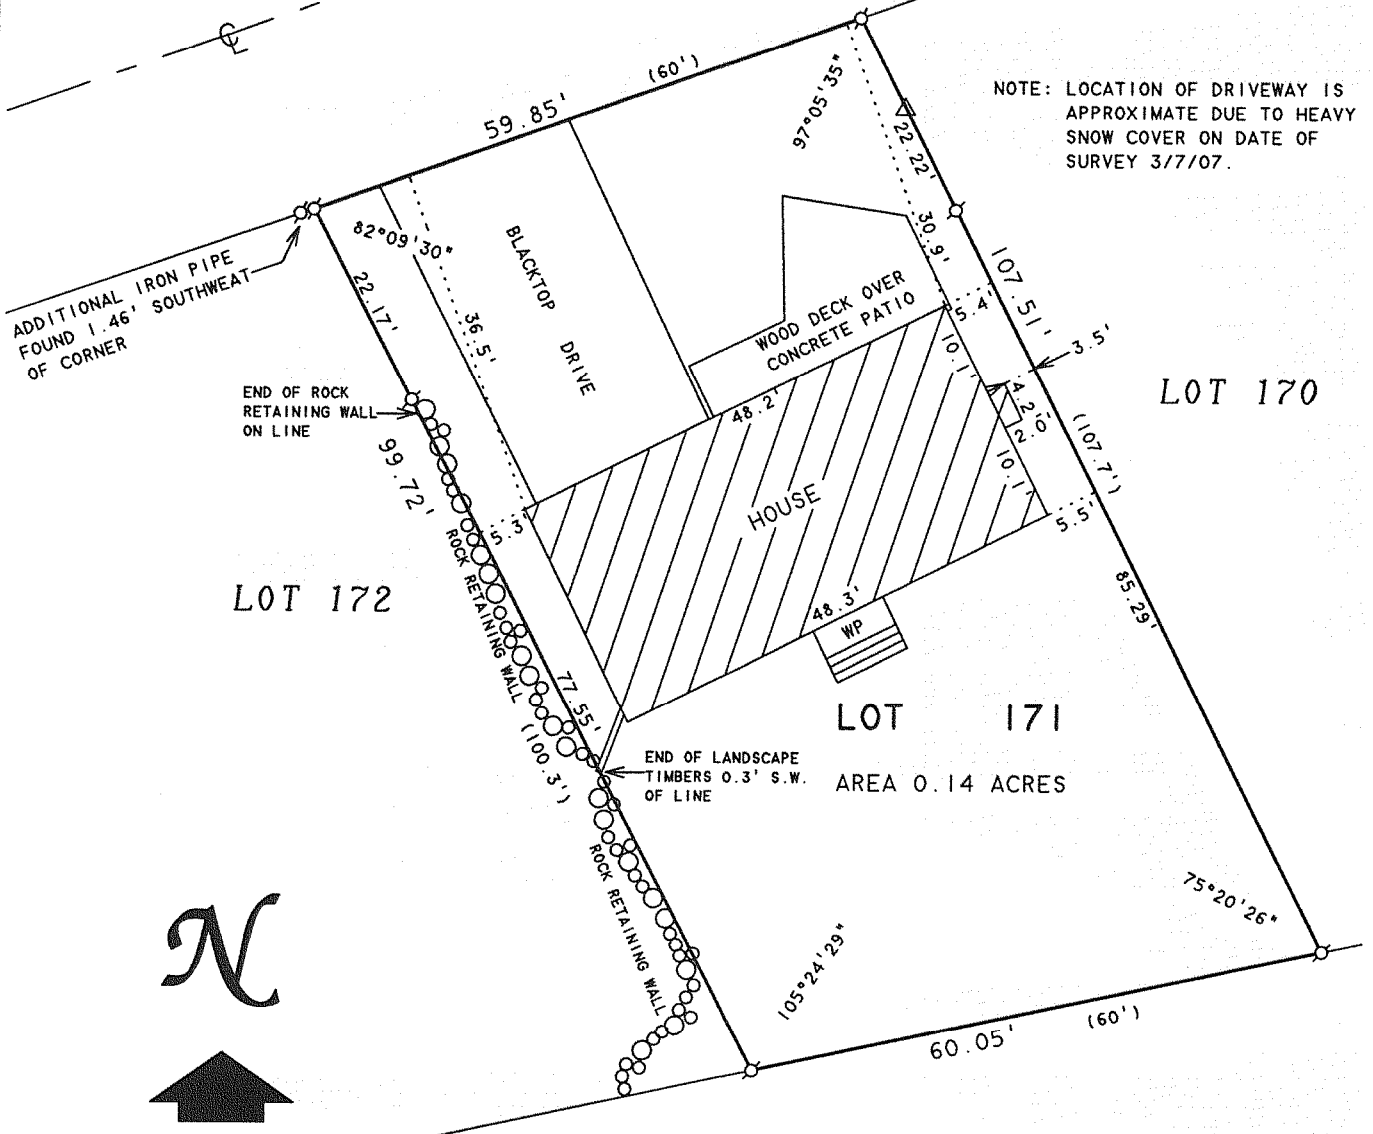 ℄
(60')
59.85'
97°05'35"
22.22'
NOTE: LOCATION OF DRIVEWAY IS
APPROXIMATE DUE TO HEAVY
SNOW COVER ON DATE OF
SURVEY 3/7/07.
82°09'30"
ADDITIONAL IRON PIPE
FOUND 1.46' SOUTHWEAT
OF CORNER
22.17'
36.5'
BLACKTOP DRIVE
30.9'
107.51'
WOOD DECK OVER
CONCRETE PATIO
5.4'
3.5'
10.1'
4.2'
2.0'
10.1'
LOT 170
(107.7')
END OF ROCK
RETAINING WALL
ON LINE
48.2'
99.72'
HOUSE
5.3'
5.5'
ROCK RETAINING WALL
LOT 172
48.3'
WP
85.29'
77.55'
(100.3')
LOT 171
AREA 0.14 ACRES
END OF LANDSCAPE
TIMBERS 0.3' S.W.
OF LINE
ROCK RETAINING WALL
75°20'26"
105°24'29"
N
60.05'
(60')